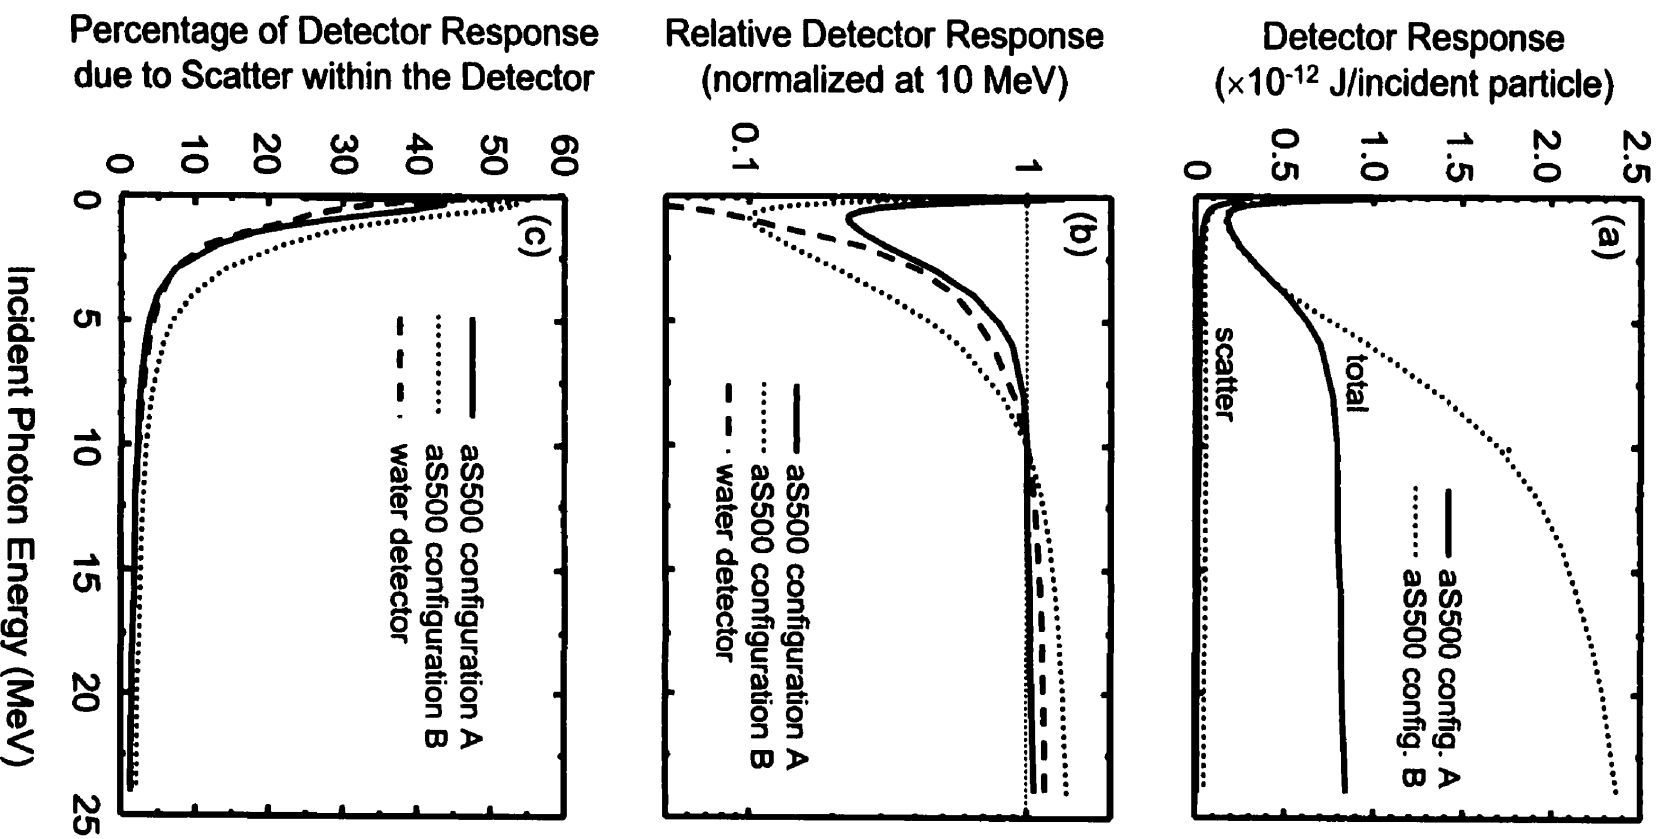 Detector Response
(×10⁻¹² J/incident particle)
2.5
2.0
1.5
1.0
0.5
0
(a)
total
scatter
aS500 config. A
aS500 config. B
Relative Detector Response
(normalized at 10 MeV)
1
0.1
(b)
aS500 configuration A
aS500 configuration B
water detector
Percentage of Detector Response
due to Scatter within the Detector
60
50
40
30
20
10
0
(c)
aS500 configuration A
aS500 configuration B
water detector
0 5 10 15 20 25
Incident Photon Energy (MeV)